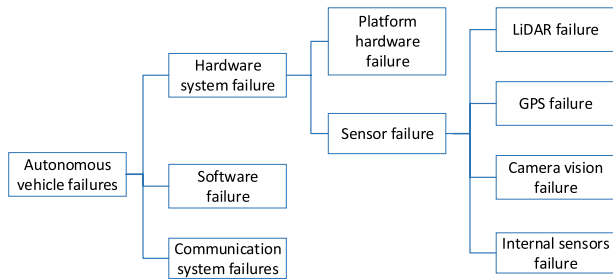 Autonomous
vehicle failures
Hardware
system failure
Software
failure
Communication
system failures
Platform
hardware
failure
Sensor failure
LiDAR failure
GPS failure
Camera vision
failure
Internal sensors
failure